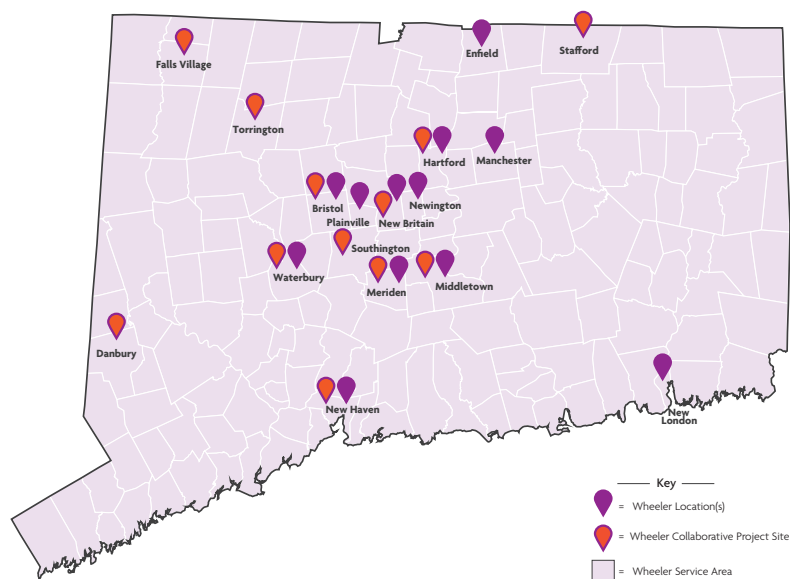 Enfield
Stafford
Falls Village
Torrington
Hartford
Manchester
Bristol
Plainville
New Britain
Newington
Southington
Waterbury
Meriden
Middletown
Danbury
New Haven
New
London
Key
= Wheeler Location(s)
= Wheeler Collaborative Project Site
= Wheeler Service Area